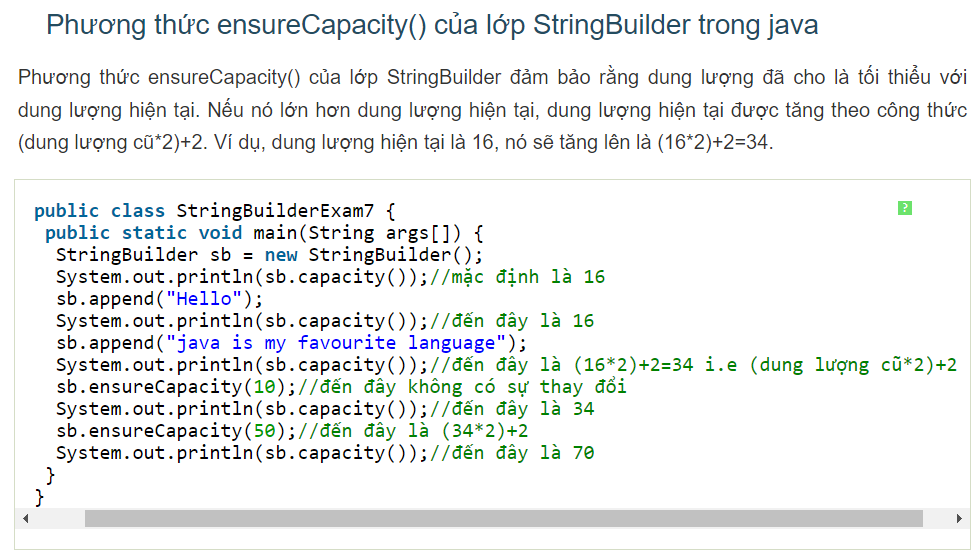 Phương thức ensureCapacity() của lớp StringBuilder trong java
Phương thức ensureCapacity() của lớp StringBuilder đảm bảo rằng dung lượng đã cho là tối thiểu với
dung lượng hiện tại. Nếu nó lớn hơn dung lượng hiện tại, dung lượng hiện tại được tăng theo công thức
(dung lượng cũ*2)+2. Ví dụ, dung lượng hiện tại là 16, nó sẽ tăng lên là (16*2)+2=34.
?
public class StringBuilderExam7 {
public static void main(String args[]) {
StringBuilder sb = new StringBuilder();
System.out.println(sb.capacity());//mặc định là 16
sb.append("Hello");
System.out.println(sb.capacity());//đến đây là 16
sb.append("java is my favourite language");
System.out.println(sb.capacity());//đến đây là (16*2)+2=34 i.e (dung lượng cũ*2)+2
sb.ensureCapacity(10);//đến đây không có sự thay đổi
System.out.println(sb.capacity());//đến đây là 34
sb.ensureCapacity(50);//đến đây là (34*2)+2
System.out.println(sb.capacity());//đến đây là 70
}
}